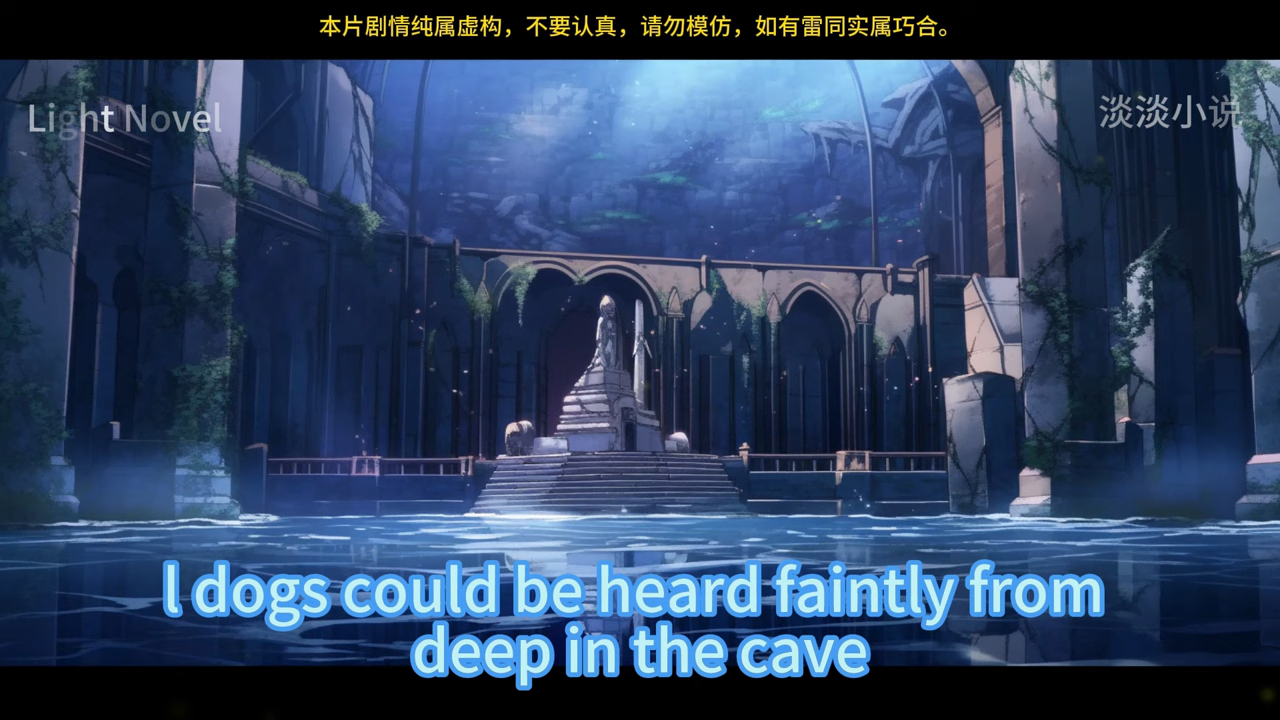 本片剧情纯属虚构，不要认真，请勿模仿，如有雷同实属巧合。
Light Novel
淡淡小说
l dogs could be heard faintly from
deep in the cave